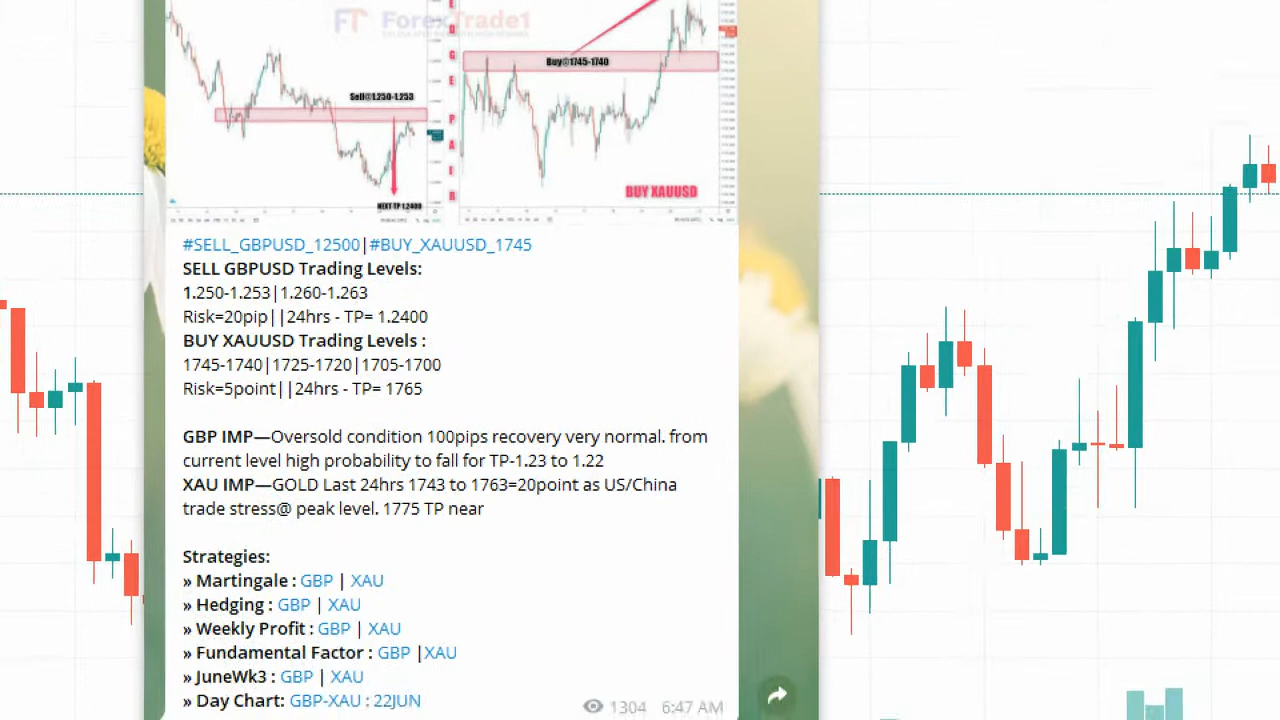 ForexTrade1
Sell@1.250-1.253
NEXT TP 1.2400
Buy@1745-1740
BUY XAUUSD
#SELL_GBPUSD_12500|#BUY_XAUUSD_1745
SELL GBPUSD Trading Levels:
1.250-1.253|1.260-1.263
Risk=20pip||24hrs - TP= 1.2400
BUY XAUUSD Trading Levels :
1745-1740|1725-1720|1705-1700
Risk=5point||24hrs - TP= 1765
GBP IMP—Oversold condition 100pips recovery very normal. from
current level high probability to fall for TP-1.23 to 1.22
XAU IMP—GOLD Last 24hrs 1743 to 1763=20point as US/China
trade stress@ peak level. 1775 TP near
Strategies:
» Martingale : GBP | XAU
» Hedging : GBP | XAU
» Weekly Profit : GBP | XAU
» Fundamental Factor : GBP |XAU
» JuneWk3 : GBP | XAU
» Day Chart: GBP-XAU : 22JUN
1304 6:47 AM